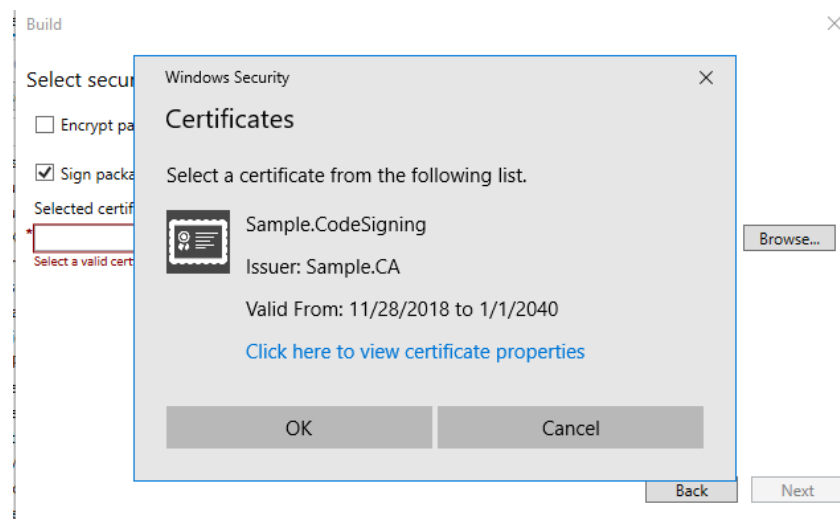 Build
Select secur
Encrypt pa
Sign packa
Selected certif
*
Select a valid cert
Browse...
Windows Security
Certificates
Select a certificate from the following list.
Sample.CodeSigning
Issuer: Sample.CA
Valid From: 11/28/2018 to 1/1/2040
Click here to view certificate properties
OK Cancel
Back Next